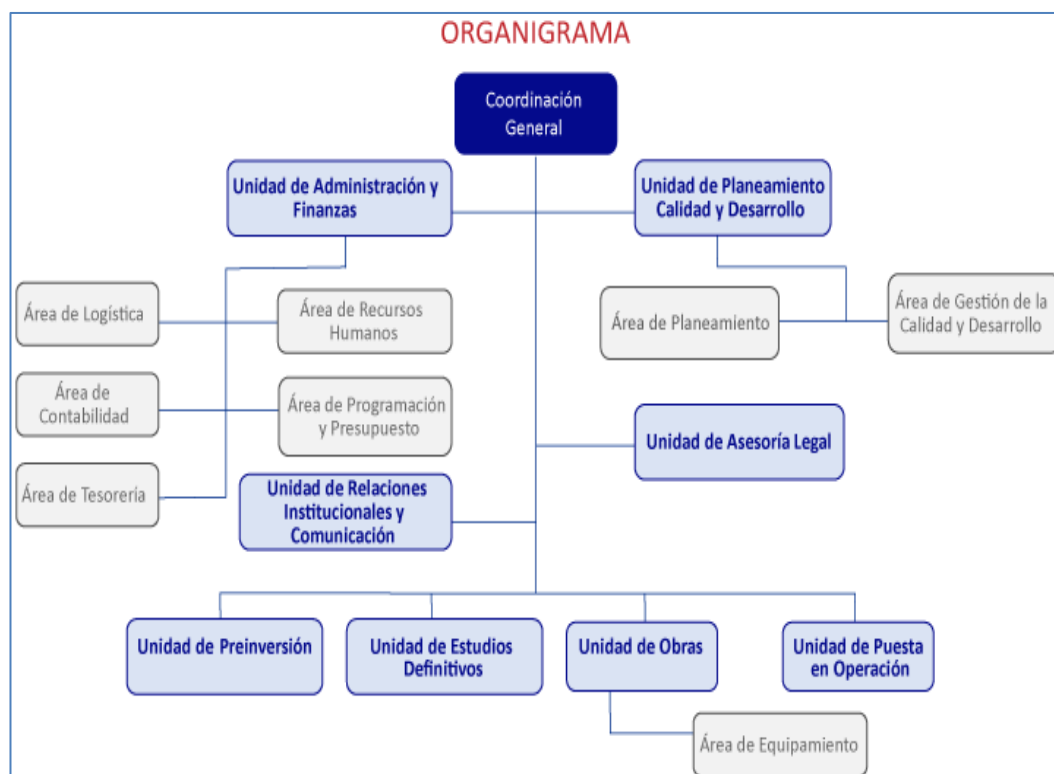 ORGANIGRAMA
Coordinación
General
Unidad de Administración y
Finanzas
Unidad de Planeamiento
Calidad y Desarrollo
Área de Logística
Área de Recursos
Humanos
Área de Planeamiento
Área de Gestión de la
Calidad y Desarrollo
Área de
Contabilidad
Área de Programación
y Presupuesto
Unidad de Asesoría Legal
Área de Tesorería
Unidad de Relaciones
Institucionales y
Comunicación
Unidad de Preinversión
Unidad de Estudios
Definitivos
Unidad de Obras
Unidad de Puesta
en Operación
Área de Equipamiento